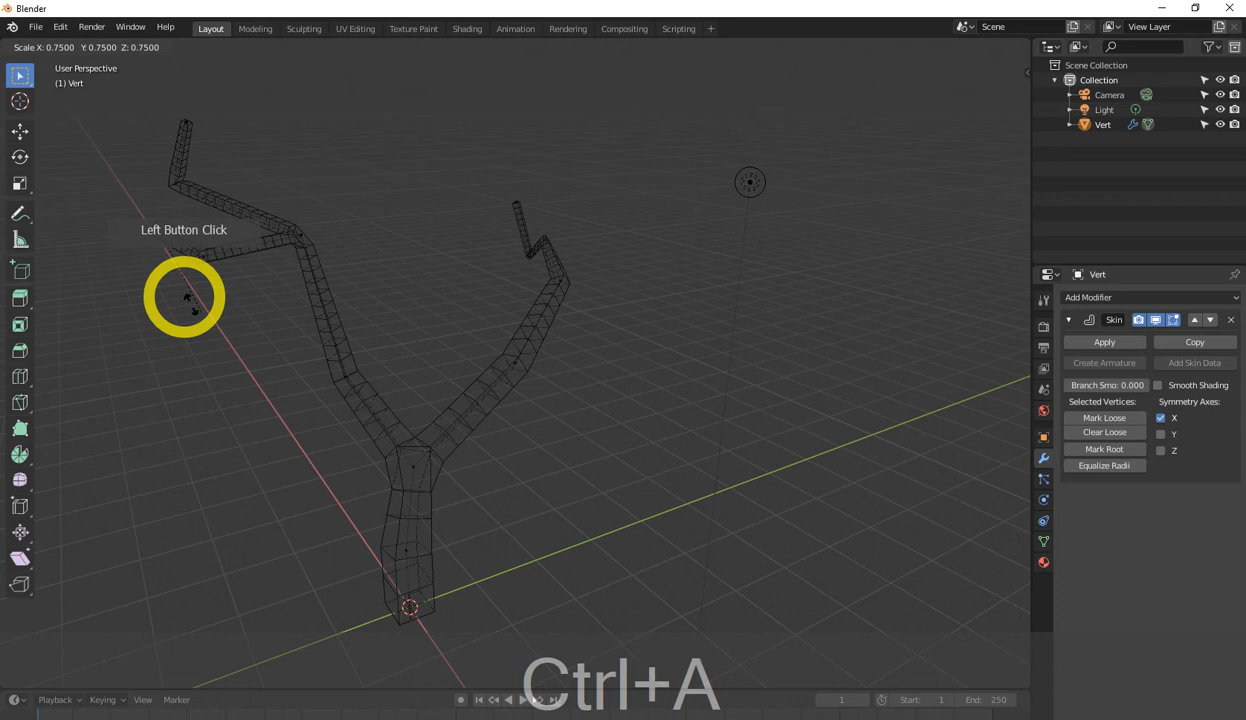 Blender
File Edit Render Window Help
Layout Modeling Sculpting UV Editing Texture Paint Shading Animation Rendering Compositing Scripting +
Scene
View Layer
Scale X: 0.7500 Y: 0.7500 Z: 0.7500
User Perspective
(1) Vert
Left Button Click
Ctrl+A
Scene Collection
Collection
Camera
Light
Vert
Vert
Add Modifier
Skin
Apply
Copy
Create Armature
Add Skin Data
Branch Smo: 0.000
Smooth Shading
Selected Vertices:
Symmetry Axes:
Mark Loose
X
Clear Loose
Y
Mark Root
Z
Equalize Radii
Playback Keying View Marker
1
Start: 1
End: 250